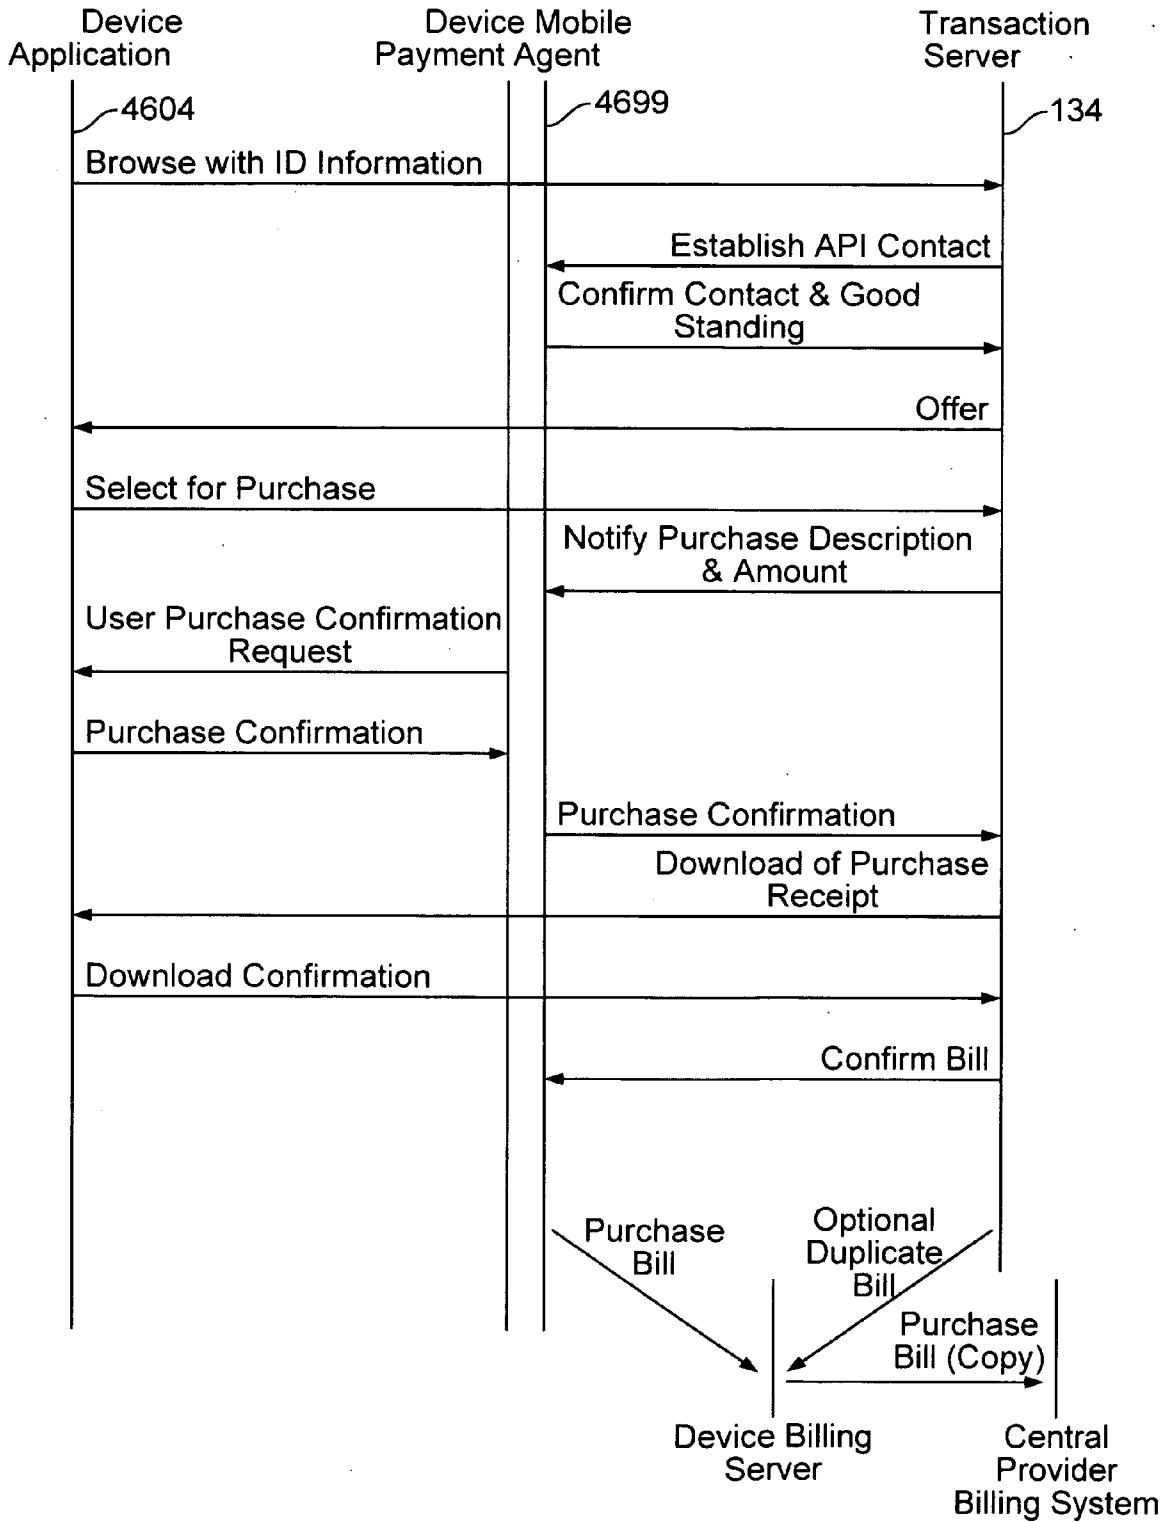 Device
Application
Device Mobile
Payment Agent
Transaction
Server
4604
4699
134
Browse with ID Information
Establish API Contact
Confirm Contact & Good
Standing
Offer
Select for Purchase
Notify Purchase Description
& Amount
User Purchase Confirmation
Request
Purchase Confirmation
Purchase Confirmation
Download of Purchase
Receipt
Download Confirmation
Confirm Bill
Purchase
Bill
Optional
Duplicate
Bill
Purchase
Bill (Copy)
Device Billing
Server
Central
Provider
Billing System